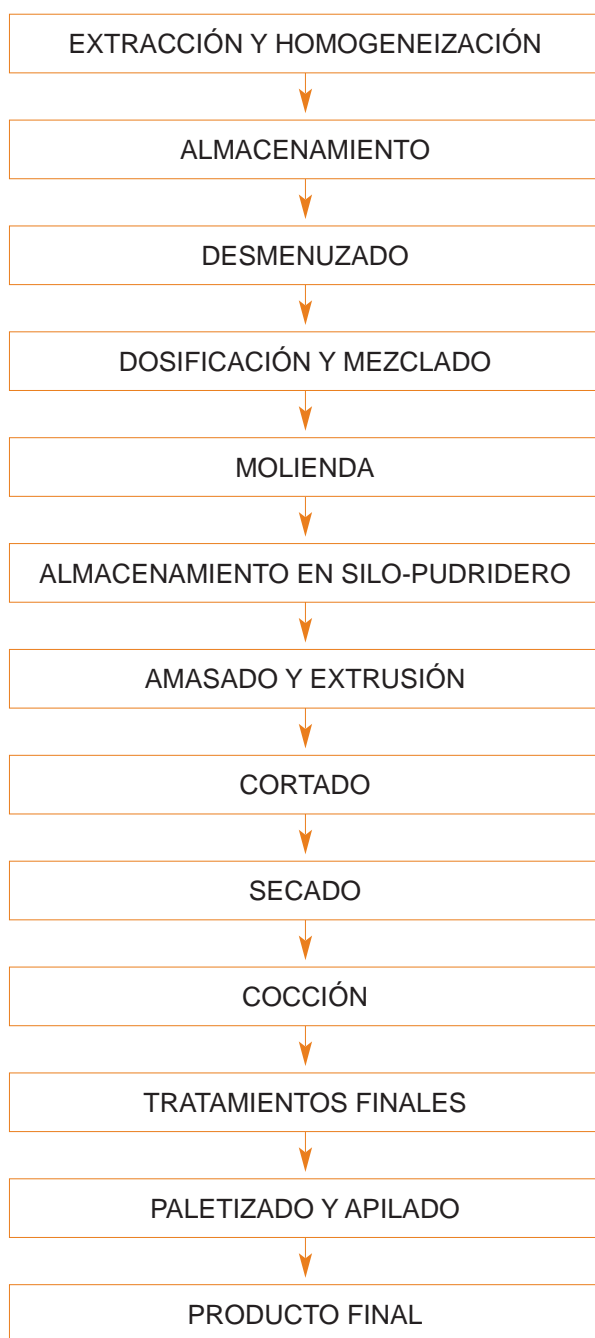 EXTRACCIÓN Y HOMOGENEIZACIÓN
ALMACENAMIENTO
DESMENUZADO
DOSIFICACIÓN Y MEZCLADO
MOLIENDA
ALMACENAMIENTO EN SILO-PUDRIDERO
AMASADO Y EXTRUSIÓN
CORTADO
SECADO
COCCIÓN
TRATAMIENTOS FINALES
PALETIZADO Y APILADO
PRODUCTO FINAL